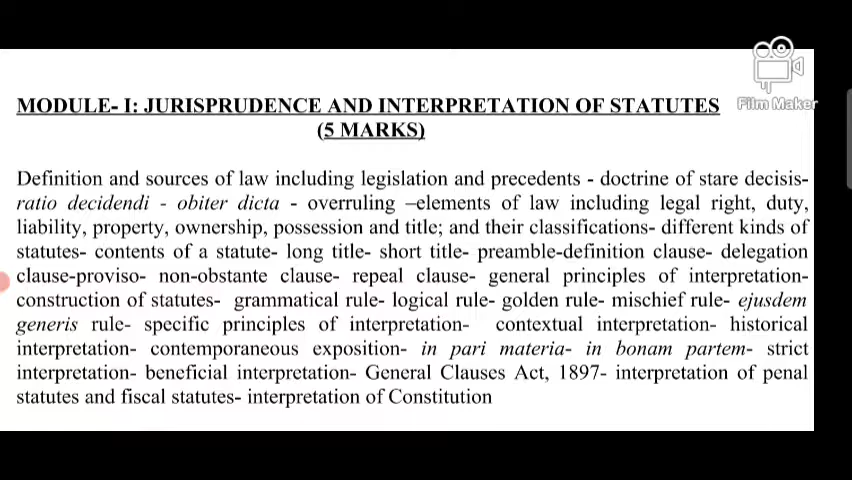 Film Maker
MODULE- I: JURISPRUDENCE AND INTERPRETATION OF STATUTES
(5 MARKS)
Definition and sources of law including legislation and precedents - doctrine of stare decisis-
ratio decidendi - obiter dicta - overruling –elements of law including legal right, duty,
liability, property, ownership, possession and title; and their classifications- different kinds of
statutes- contents of a statute- long title- short title- preamble-definition clause- delegation
clause-proviso- non-obstante clause- repeal clause- general principles of interpretation-
construction of statutes- grammatical rule- logical rule- golden rule- mischief rule- ejusdem
generis rule- specific principles of interpretation- contextual interpretation- historical
interpretation- contemporaneous exposition- in pari materia- in bonam partem- strict
interpretation- beneficial interpretation- General Clauses Act, 1897- interpretation of penal
statutes and fiscal statutes- interpretation of Constitution